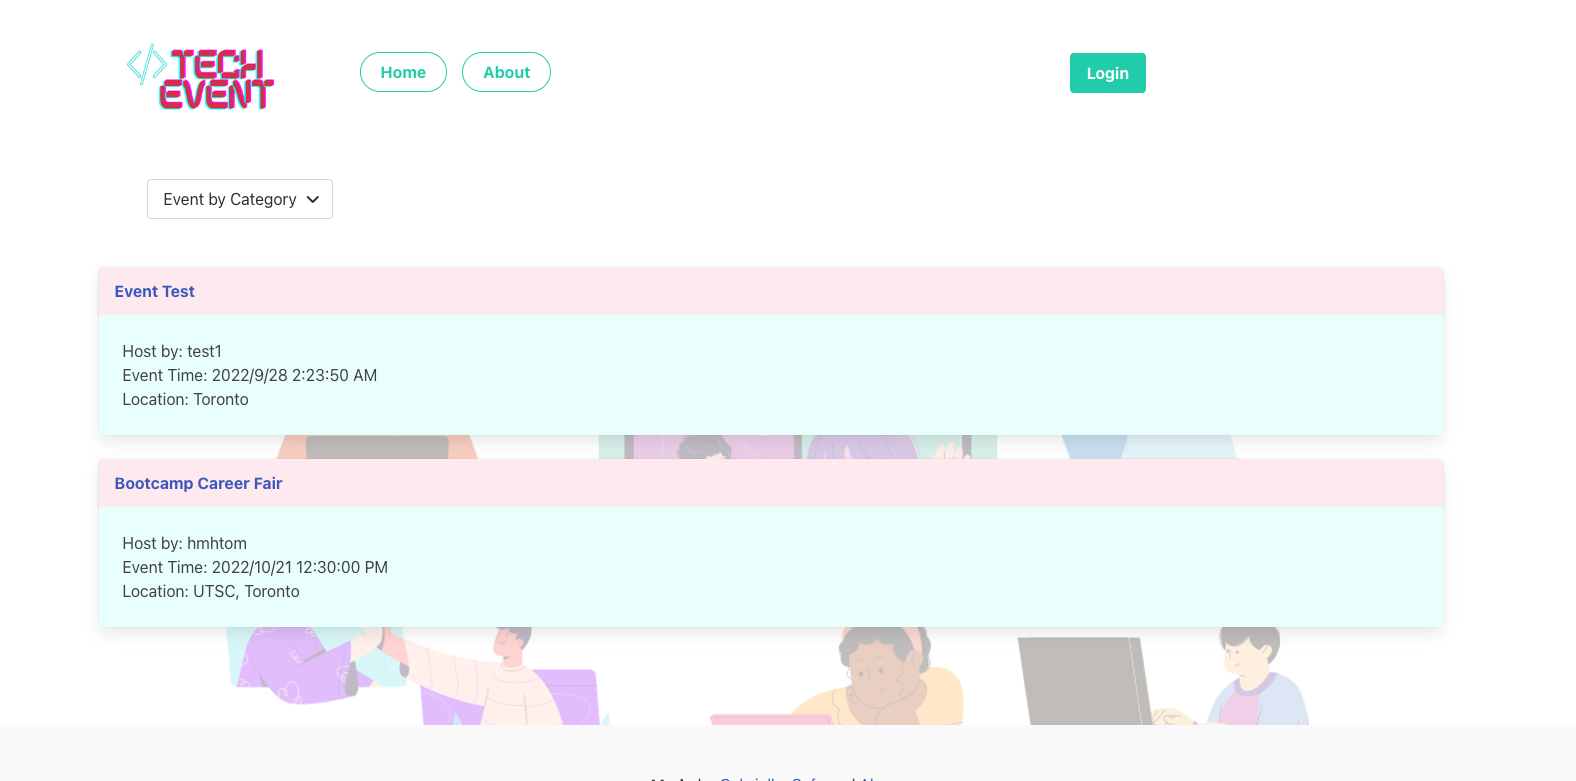 </> TECH
EVENT
Home
About
Login
Event by Category
Event Test
Host by: test1
Event Time: 2022/9/28 2:23:50 AM
Location: Toronto
Bootcamp Career Fair
Host by: hmhtom
Event Time: 2022/10/21 12:30:00 PM
Location: UTSC, Toronto